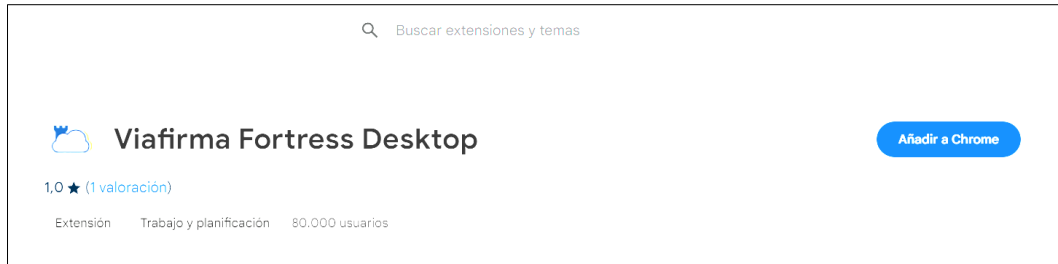 Buscar extensiones y temas
Viafirma Fortress Desktop
Añadir a Chrome
1,0 ★ (1 valoración)
Extensión Trabajo y planificación 80.000 usuarios